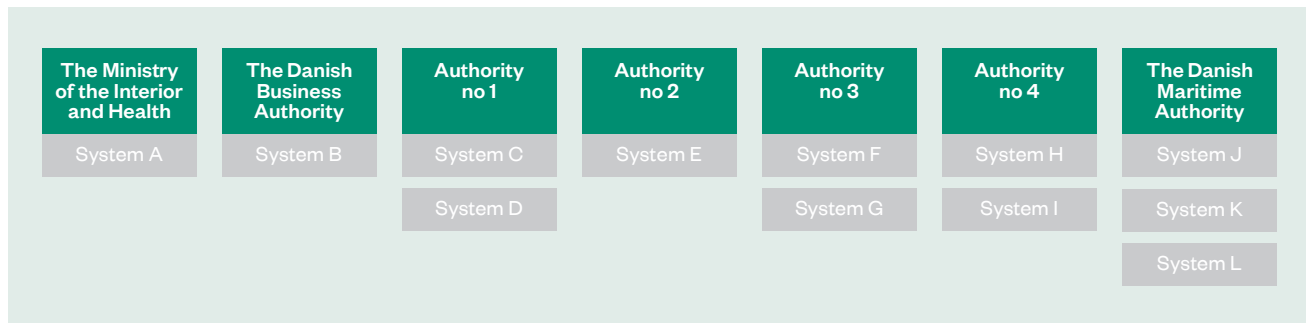 The Ministry
of the Interior
and Health
System A
The Danish
Business
Authority
System B
Authority
no 1
System C
System D
Authority
no 2
System E
Authority
no 3
System F
System G
Authority
no 4
System H
System I
The Danish
Maritime
Authority
System J
System K
System L